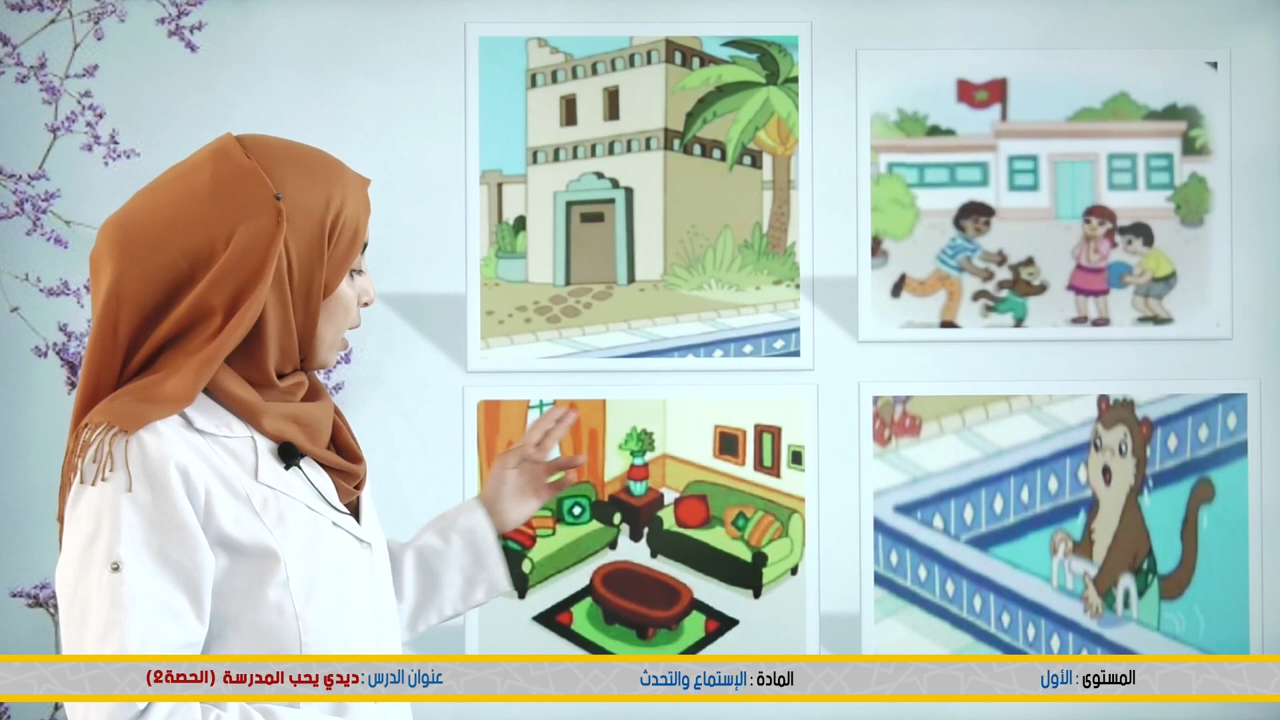 المستوى : الأول
المادة : الإستماع والتحدث
عنوان الدرس : ديدي يحب المدرسة (الحصة2)